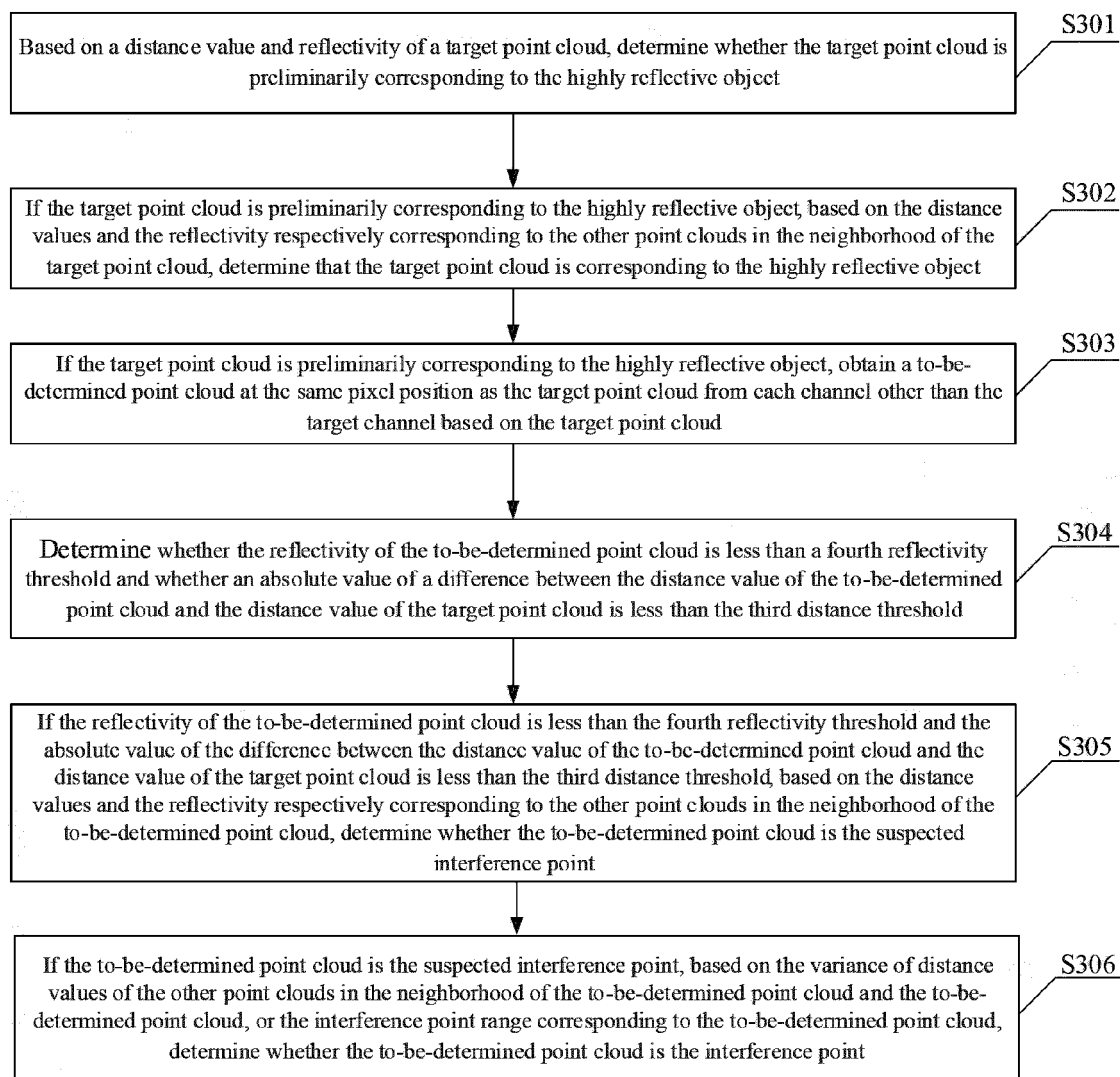 S301
Based on a distance value and reflectivity of a target point cloud, determine whether the target point cloud is
preliminarily corresponding to the highly reflective object
S302
If the target point cloud is preliminarily corresponding to the highly reflective object, based on the distance
values and the reflectivity respectively corresponding to the other point clouds in the neighborhood of the
target point cloud, determine that the target point cloud is corresponding to the highly reflective object
S303
If the target point cloud is preliminarily corresponding to the highly reflective object, obtain a to-be-
determined point cloud at the same pixel position as the target point cloud from each channel other than the
target channel based on the target point cloud
S304
Determine whether the reflectivity of the to-be-determined point cloud is less than a fourth reflectivity
threshold and whether an absolute value of a difference between the distance value of the to-be-determined
point cloud and the distance value of the target point cloud is less than the third distance threshold
S305
If the reflectivity of the to-be-determined point cloud is less than the fourth reflectivity threshold and the
absolute value of the difference between the distance value of the to-be-determined point cloud and the
distance value of the target point cloud is less than the third distance threshold, based on the distance
values and the reflectivity respectively corresponding to the other point clouds in the neighborhood of the
to-be-determined point cloud, determine whether the to-be-determined point cloud is the suspected
interference point
S306
If the to-be-determined point cloud is the suspected interference point, based on the variance of distance
values of the other point clouds in the neighborhood of the to-be-determined point cloud and the to-be-
determined point cloud, or the interference point range corresponding to the to-be-determined point cloud,
determine whether the to-be-determined point cloud is the interference point